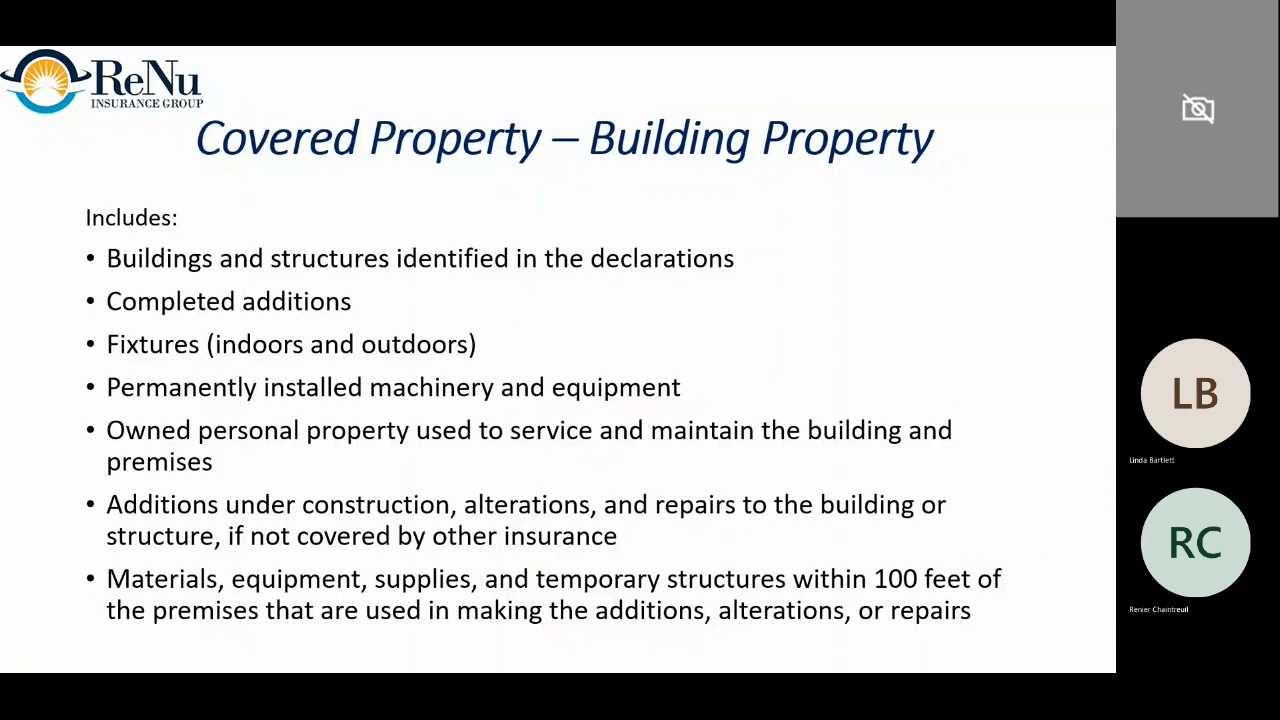 ReNu
INSURANCE GROUP
Covered Property – Building Property
Includes:
• Buildings and structures identified in the declarations
• Completed additions
• Fixtures (indoors and outdoors)
• Permanently installed machinery and equipment
• Owned personal property used to service and maintain the building and
premises
• Additions under construction, alterations, and repairs to the building or
structure, if not covered by other insurance
• Materials, equipment, supplies, and temporary structures within 100 feet of
the premises that are used in making the additions, alterations, or repairs
LB
Linda Bartlett
RC
Renier Chaintreuil